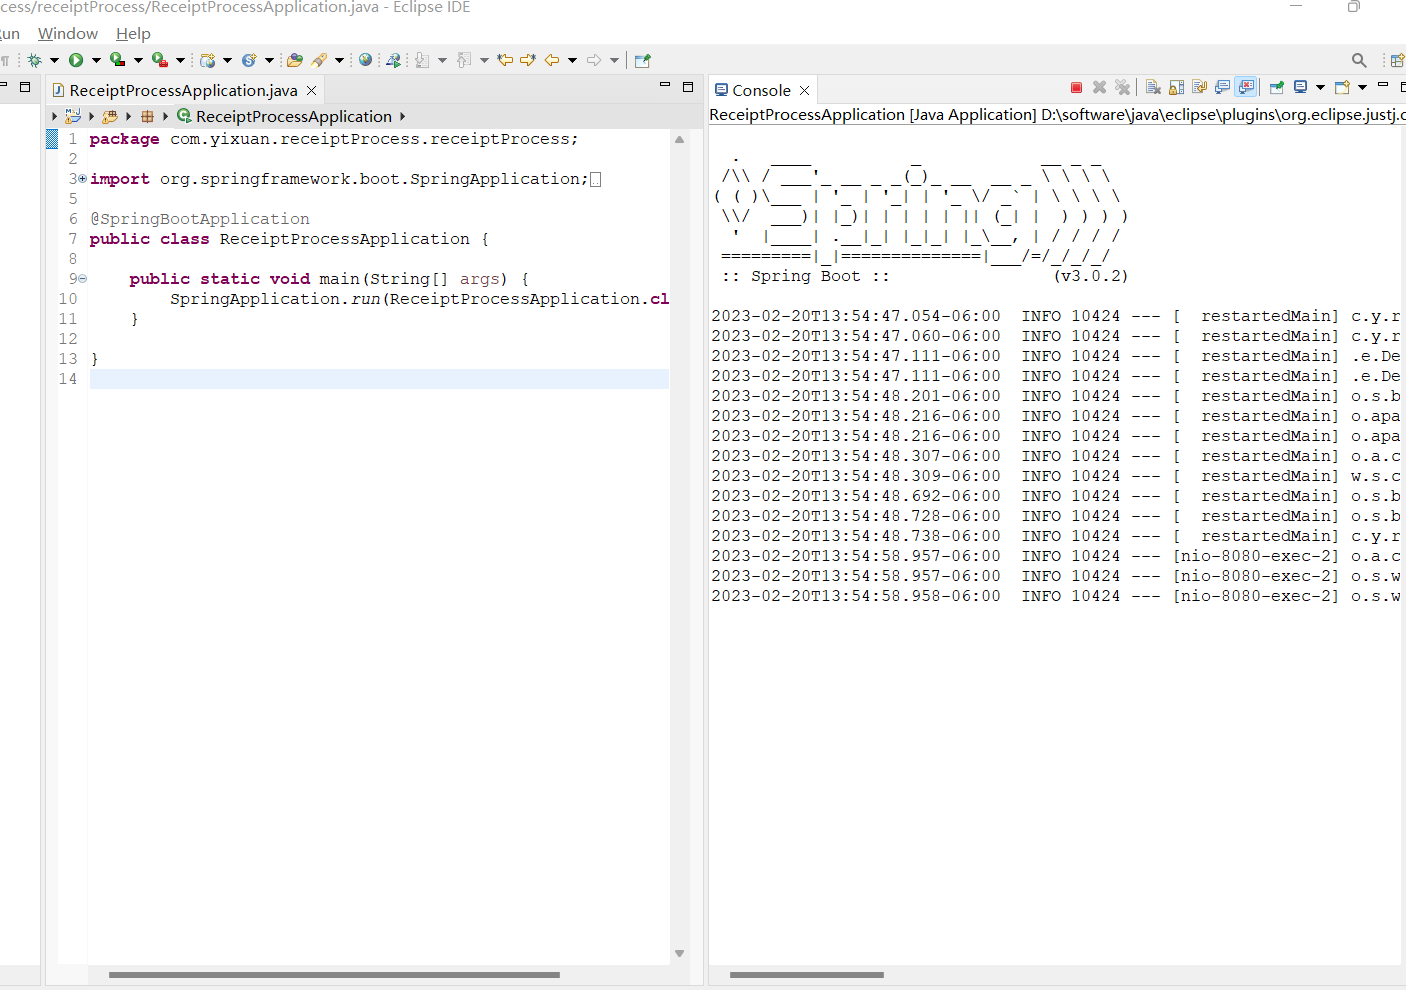 cess/receiptProcess/ReceiptProcessApplication.java - Eclipse IDE
Run Window Help
ReceiptProcessApplication.java
ReceiptProcessApplication
1 package com.yixuan.receiptProcess.receiptProcess;
2
3 import org.springframework.boot.SpringApplication;
5
6 @SpringBootApplication
7 public class ReceiptProcessApplication {
8
9 public static void main(String[] args) {
10 SpringApplication.run(ReceiptProcessApplication.cl
11 }
12
13 }
14
Console
ReceiptProcessApplication [Java Application] D:\software\java\eclipse\plugins\org.eclipse.justj.o
  .   ____          _            __ _ _
 /\\ / ___'_ __ _ _(_)_ __  __ _ \ \ \ \
( ( )\___ | '_ | '_| | '_ \/ _` | \ \ \ \
 \\/  ___)| |_)| | | | | || (_| |  ) ) ) )
  '  |____| .__|_| |_|_| |_\__, | / / / /
 =========|_|==============|___/=/_/_/_/
 :: Spring Boot ::                (v3.0.2)
2023-02-20T13:54:47.054-06:00  INFO 10424 --- [  restartedMain] c.y.r
2023-02-20T13:54:47.060-06:00  INFO 10424 --- [  restartedMain] c.y.r
2023-02-20T13:54:47.111-06:00  INFO 10424 --- [  restartedMain] .e.De
2023-02-20T13:54:47.111-06:00  INFO 10424 --- [  restartedMain] .e.De
2023-02-20T13:54:48.201-06:00  INFO 10424 --- [  restartedMain] o.s.b
2023-02-20T13:54:48.216-06:00  INFO 10424 --- [  restartedMain] o.apa
2023-02-20T13:54:48.216-06:00  INFO 10424 --- [  restartedMain] o.apa
2023-02-20T13:54:48.307-06:00  INFO 10424 --- [  restartedMain] o.a.c
2023-02-20T13:54:48.309-06:00  INFO 10424 --- [  restartedMain] w.s.c
2023-02-20T13:54:48.692-06:00  INFO 10424 --- [  restartedMain] o.s.b
2023-02-20T13:54:48.728-06:00  INFO 10424 --- [  restartedMain] o.s.b
2023-02-20T13:54:48.738-06:00  INFO 10424 --- [  restartedMain] c.y.r
2023-02-20T13:54:58.957-06:00  INFO 10424 --- [nio-8080-exec-2] o.a.c
2023-02-20T13:54:58.957-06:00  INFO 10424 --- [nio-8080-exec-2] o.s.w
2023-02-20T13:54:58.958-06:00  INFO 10424 --- [nio-8080-exec-2] o.s.w